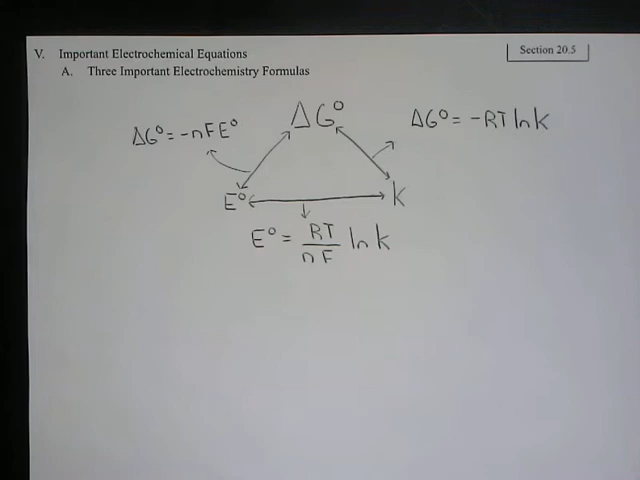 V. Important Electrochemical Equations
Section 20.5
A. Three Important Electrochemistry Formulas
ΔG° = -nFE°
ΔG°
ΔG° = -RT ln K
E°
K
E° = RT/nF ln K